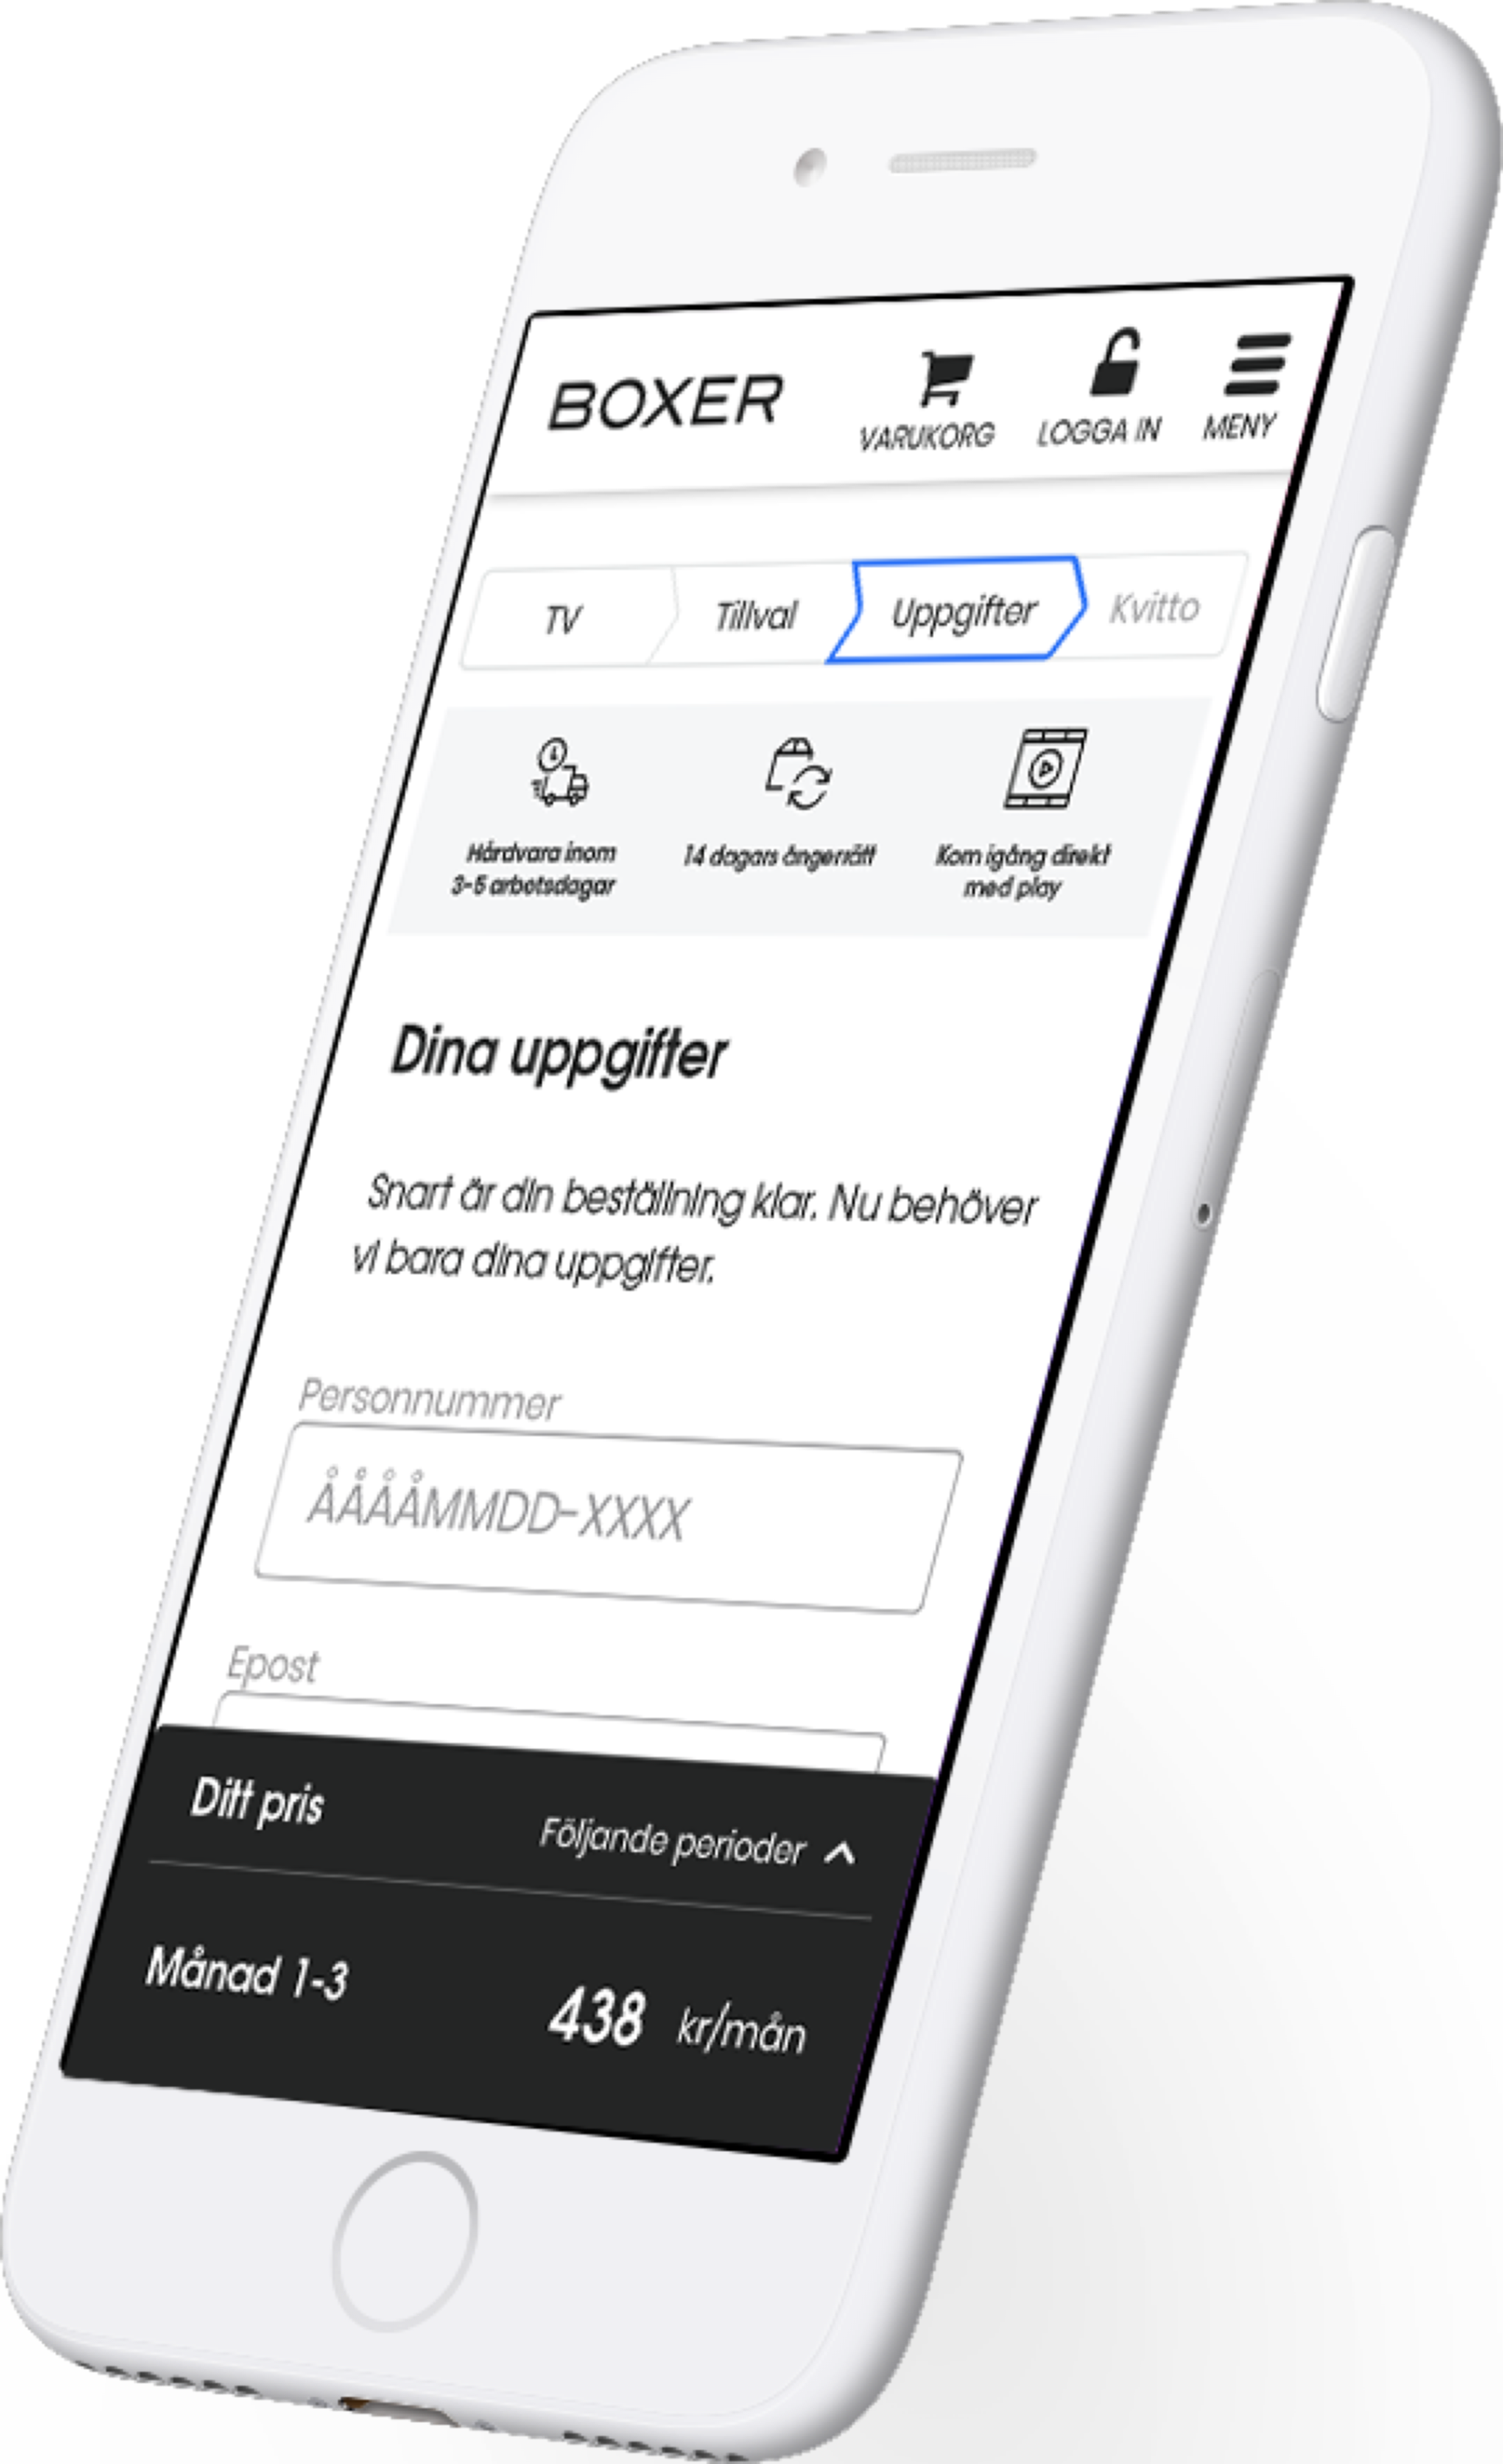 BOXER
VARUKORG
LOGGA IN
MENY
TV
Tillval
Uppgifter
Kvitto
Hårdvara inom
3-5 arbetsdagar
14 dagars ångerrätt
Kom igång direkt
med play
Dina uppgifter
Snart är din beställning klar. Nu behöver
vi bara dina uppgifter.
Personnummer
ÅÅÅÅMMDD-XXXX
Epost
Ditt pris
Följande perioder
Månad 1-3
438 kr/mån